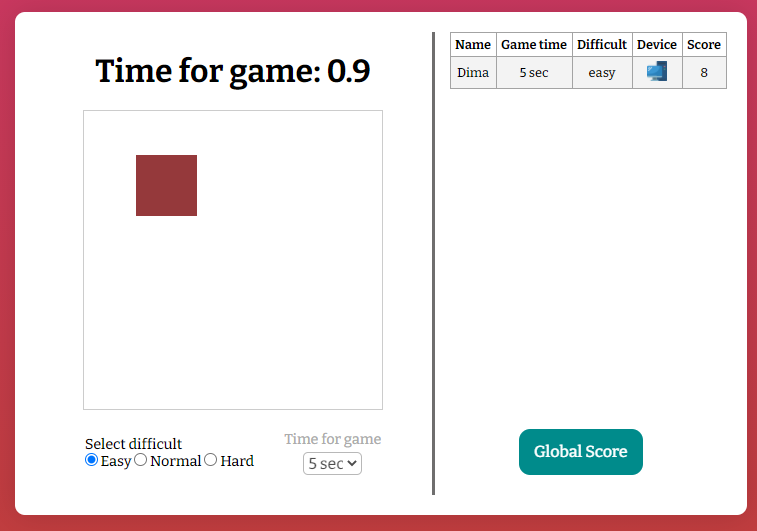 Time for game: 0.9
Select difficult
Easy Normal Hard
Time for game
5 sec
Name Game time Difficult Device Score
Dima 5 sec easy 8
Global Score